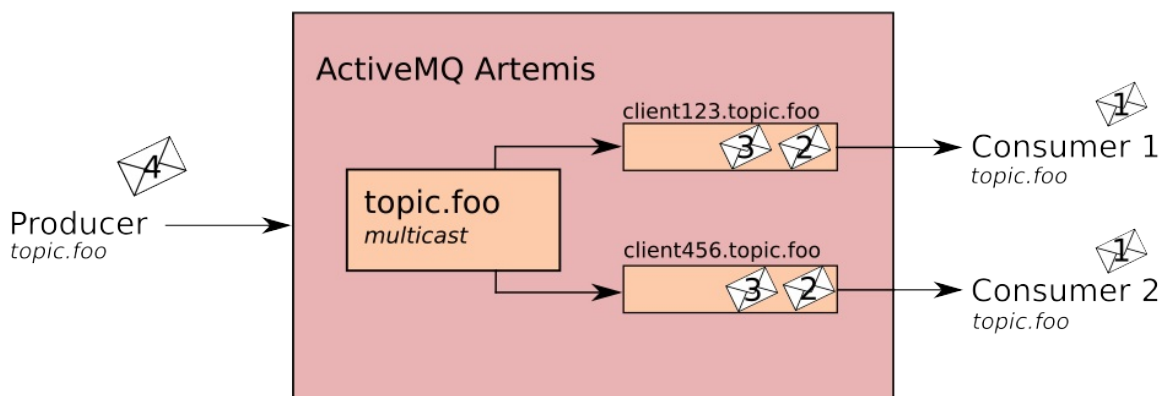 ActiveMQ Artemis
4
Producer
topic.foo
topic.foo
multicast
client123.topic.foo
3 2
client456.topic.foo
3 2
1
Consumer 1
topic.foo
1
Consumer 2
topic.foo